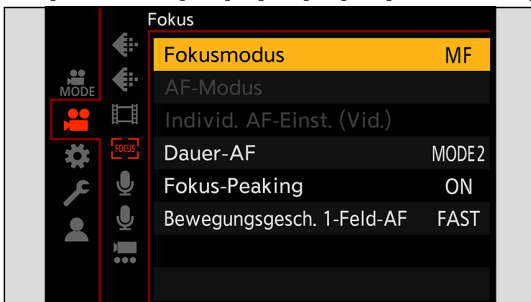 Fokus
Fokusmodus MF
AF-Modus
MODE
Individ. AF-Einst. (Vid.)
FOCUS
Dauer-AF MODE2
Fokus-Peaking ON
Bewegungsgesch. 1-Feld-AF FAST